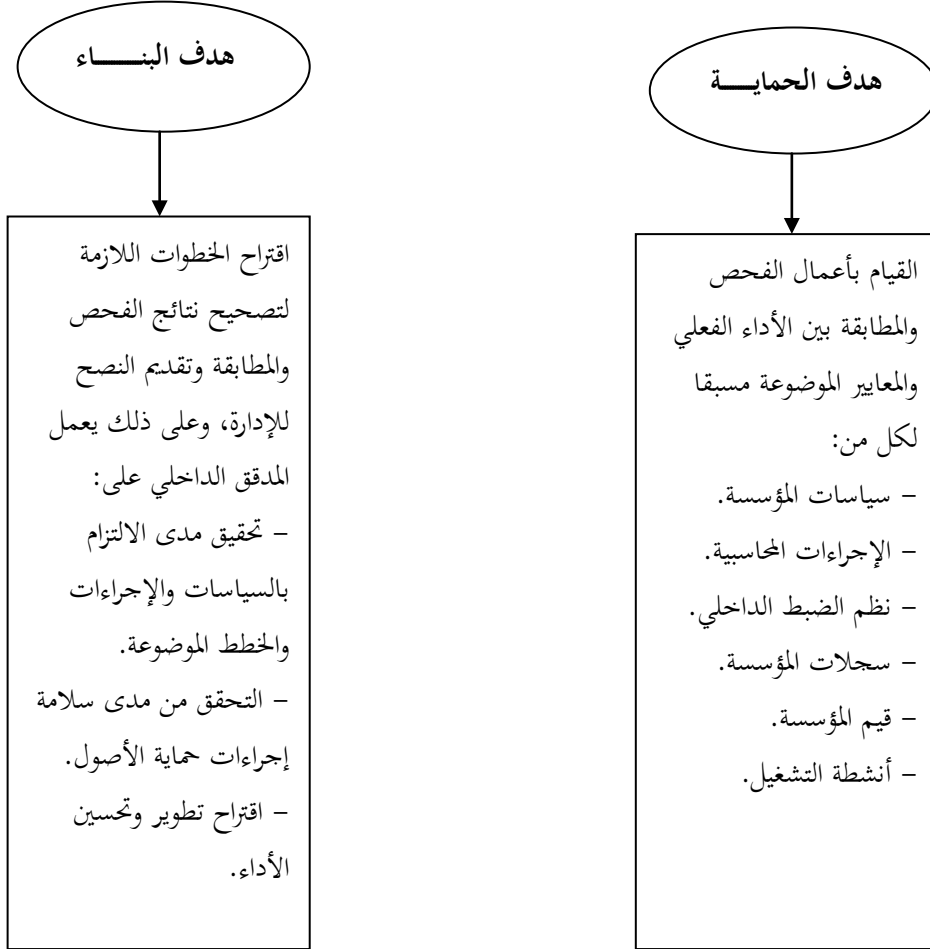 هدف الحمايـــة
القيام بأعمال الفحص
والمطابقة بين الأداء الفعلي
والمعايير الموضوعة مسبقا
لكل من:
– سياسات المؤسسة.
– الإجراءات المحاسبية.
– نظم الضبط الداخلي.
– سجلات المؤسسة.
– قيم المؤسسة.
– أنشطة التشغيل.
هدف البنـــــاء
اقتراح الخطوات اللازمة
لتصحيح نتائج الفحص
والمطابقة وتقديم النصح
للإدارة، وعلى ذلك يعمل
المدقق الداخلي على:
– تحقيق مدى الالتزام
بالسياسات والإجراءات
والخطط الموضوعة.
– التحقق من مدى سلامة
إجراءات حماية الأصول.
– اقتراح تطوير وتحسين
الأداء.